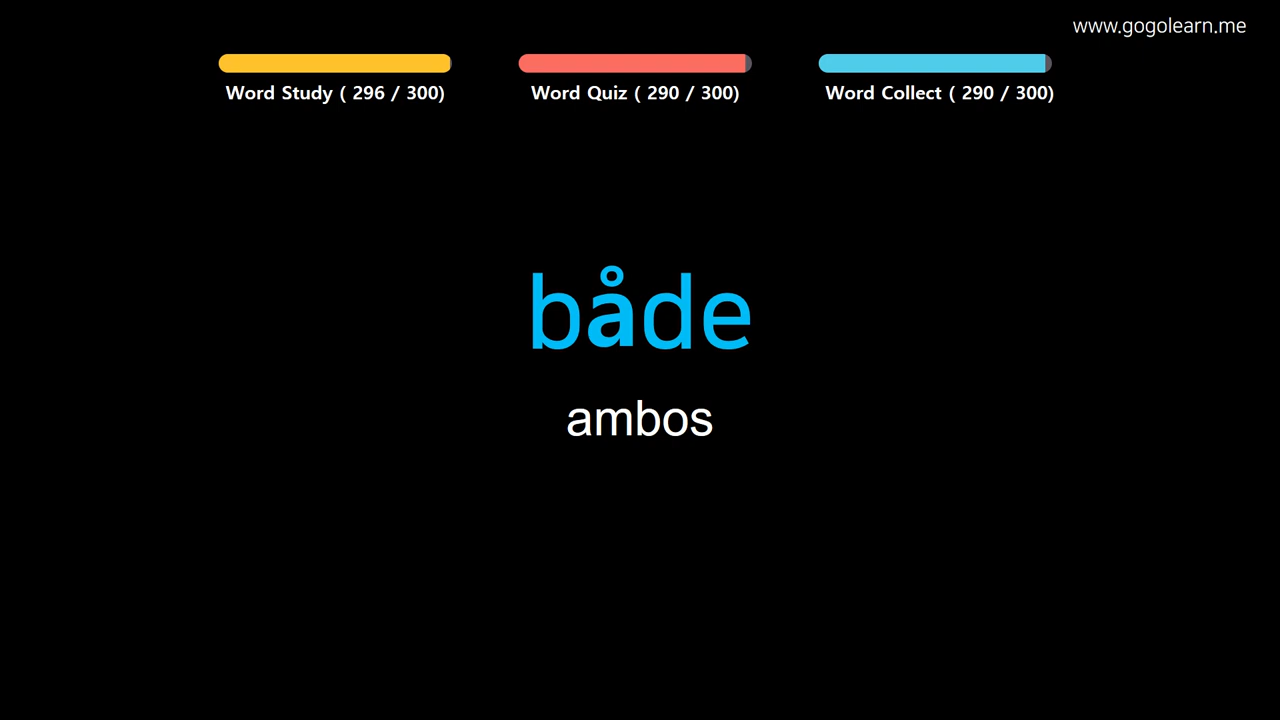 www.gogolearn.me
Word Study ( 296 / 300)
Word Quiz ( 290 / 300)
Word Collect ( 290 / 300)
både
ambos